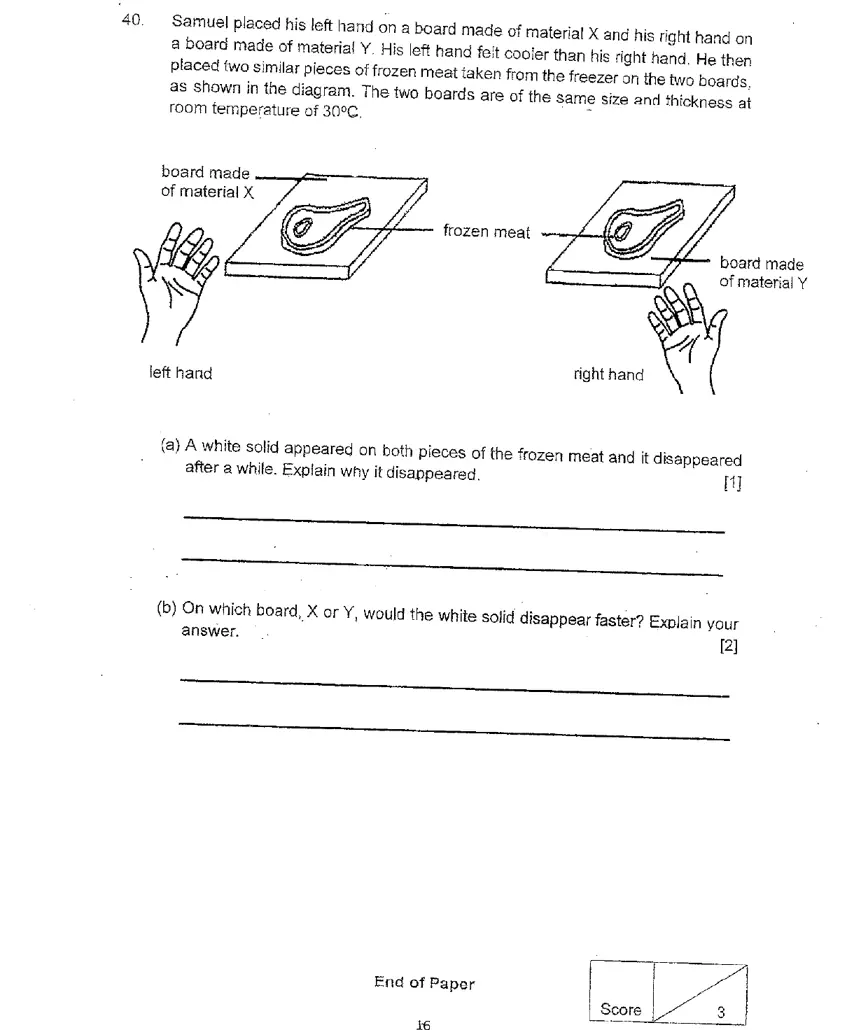 40. Samuel placed his left hand on a board made of material X and his right hand on
a board made of material Y. His left hand felt cooler than his right hand. He then
placed two similar pieces of frozen meat taken from the freezer on the two boards,
as shown in the diagram. The two boards are of the same size and thickness at
room temperature of 30ºC.
board made
of material X
frozen meat
board made
of material Y
left hand
right hand
(a) A white solid appeared on both pieces of the frozen meat and it disappeared
after a while. Explain why it disappeared.
[1]
(b) On which board, X or Y, would the white solid disappear faster? Explain your
answer.
[2]
End of Paper
Score
3
16